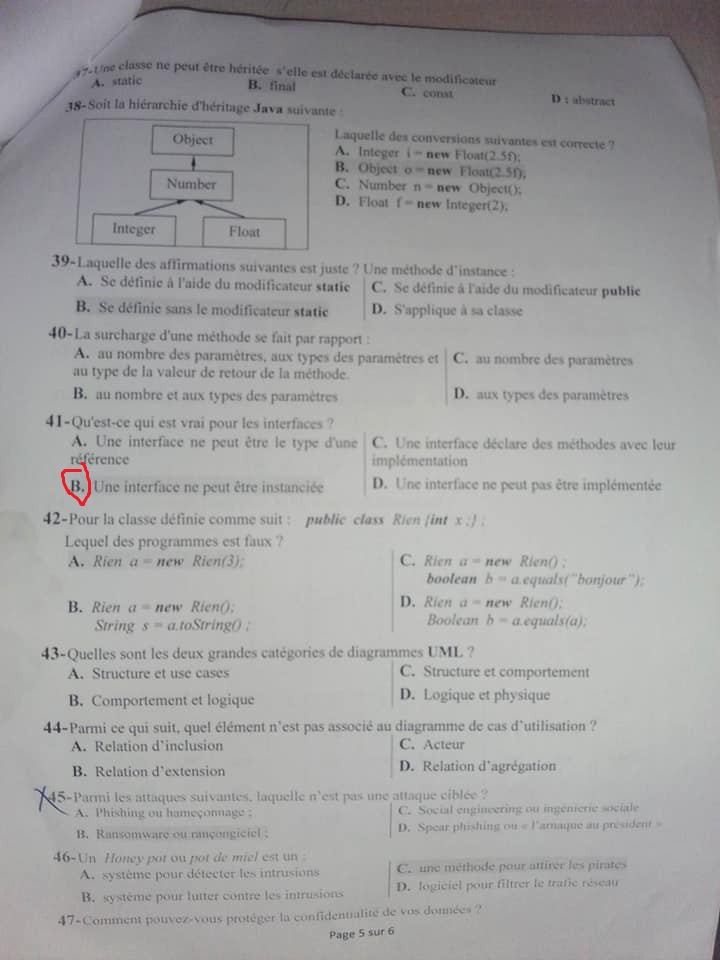 37-Une classe ne peut être héritée s'elle est déclarée avec le modificateur
A. static B. final C. const D : abstract
38-Soit la hiérarchie d'héritage Java suivante :
Object
Number
Integer Float
Laquelle des conversions suivantes est correcte ?
A. Integer i = new Float(2.5f);
B. Object o = new Float(2.5f);
C. Number n = new Object();
D. Float f = new Integer(2);
39-Laquelle des affirmations suivantes est juste ? Une méthode d'instance :
A. Se définie à l'aide du modificateur static
B. Se définie sans le modificateur static
C. Se définie à l'aide du modificateur public
D. S'applique à sa classe
40-La surcharge d'une méthode se fait par rapport :
A. au nombre des paramètres, aux types des paramètres et
au type de la valeur de retour de la méthode.
B. au nombre et aux types des paramètres
C. au nombre des paramètres
D. aux types des paramètres
41-Qu'est-ce qui est vrai pour les interfaces ?
A. Une interface ne peut être le type d'une
référence
B. Une interface ne peut être instanciée
C. Une interface déclare des méthodes avec leur
implémentation
D. Une interface ne peut pas être implémentée
42-Pour la classe définie comme suit : public class Rien {int x ;} ;
Lequel des programmes est faux ?
A. Rien a = new Rien(3);
B. Rien a = new Rien();
String s = a.toString() ;
C. Rien a = new Rien() ;
boolean b = a.equals("bonjour");
D. Rien a = new Rien();
Boolean b = a.equals(a);
43-Quelles sont les deux grandes catégories de diagrammes UML ?
A. Structure et use cases
B. Comportement et logique
C. Structure et comportement
D. Logique et physique
44-Parmi ce qui suit, quel élément n'est pas associé au diagramme de cas d'utilisation ?
A. Relation d'inclusion
B. Relation d'extension
C. Acteur
D. Relation d'agrégation
45-Parmi les attaques suivantes, laquelle n'est pas une attaque ciblée ?
A. Phishing ou hameçonnage ;
B. Ransomware ou rançongiciel ;
C. Social engineering ou ingénierie sociale
D. Spear phishing ou « l'arnaque au président »
46-Un Honey pot ou pot de miel est un :
A. système pour détecter les intrusions
B. système pour lutter contre les intrusions
C. une méthode pour attirer les pirates
D. logiciel pour filtrer le trafic réseau
47-Comment pouvez-vous protéger la confidentialité de vos données ?
Page 5 sur 6